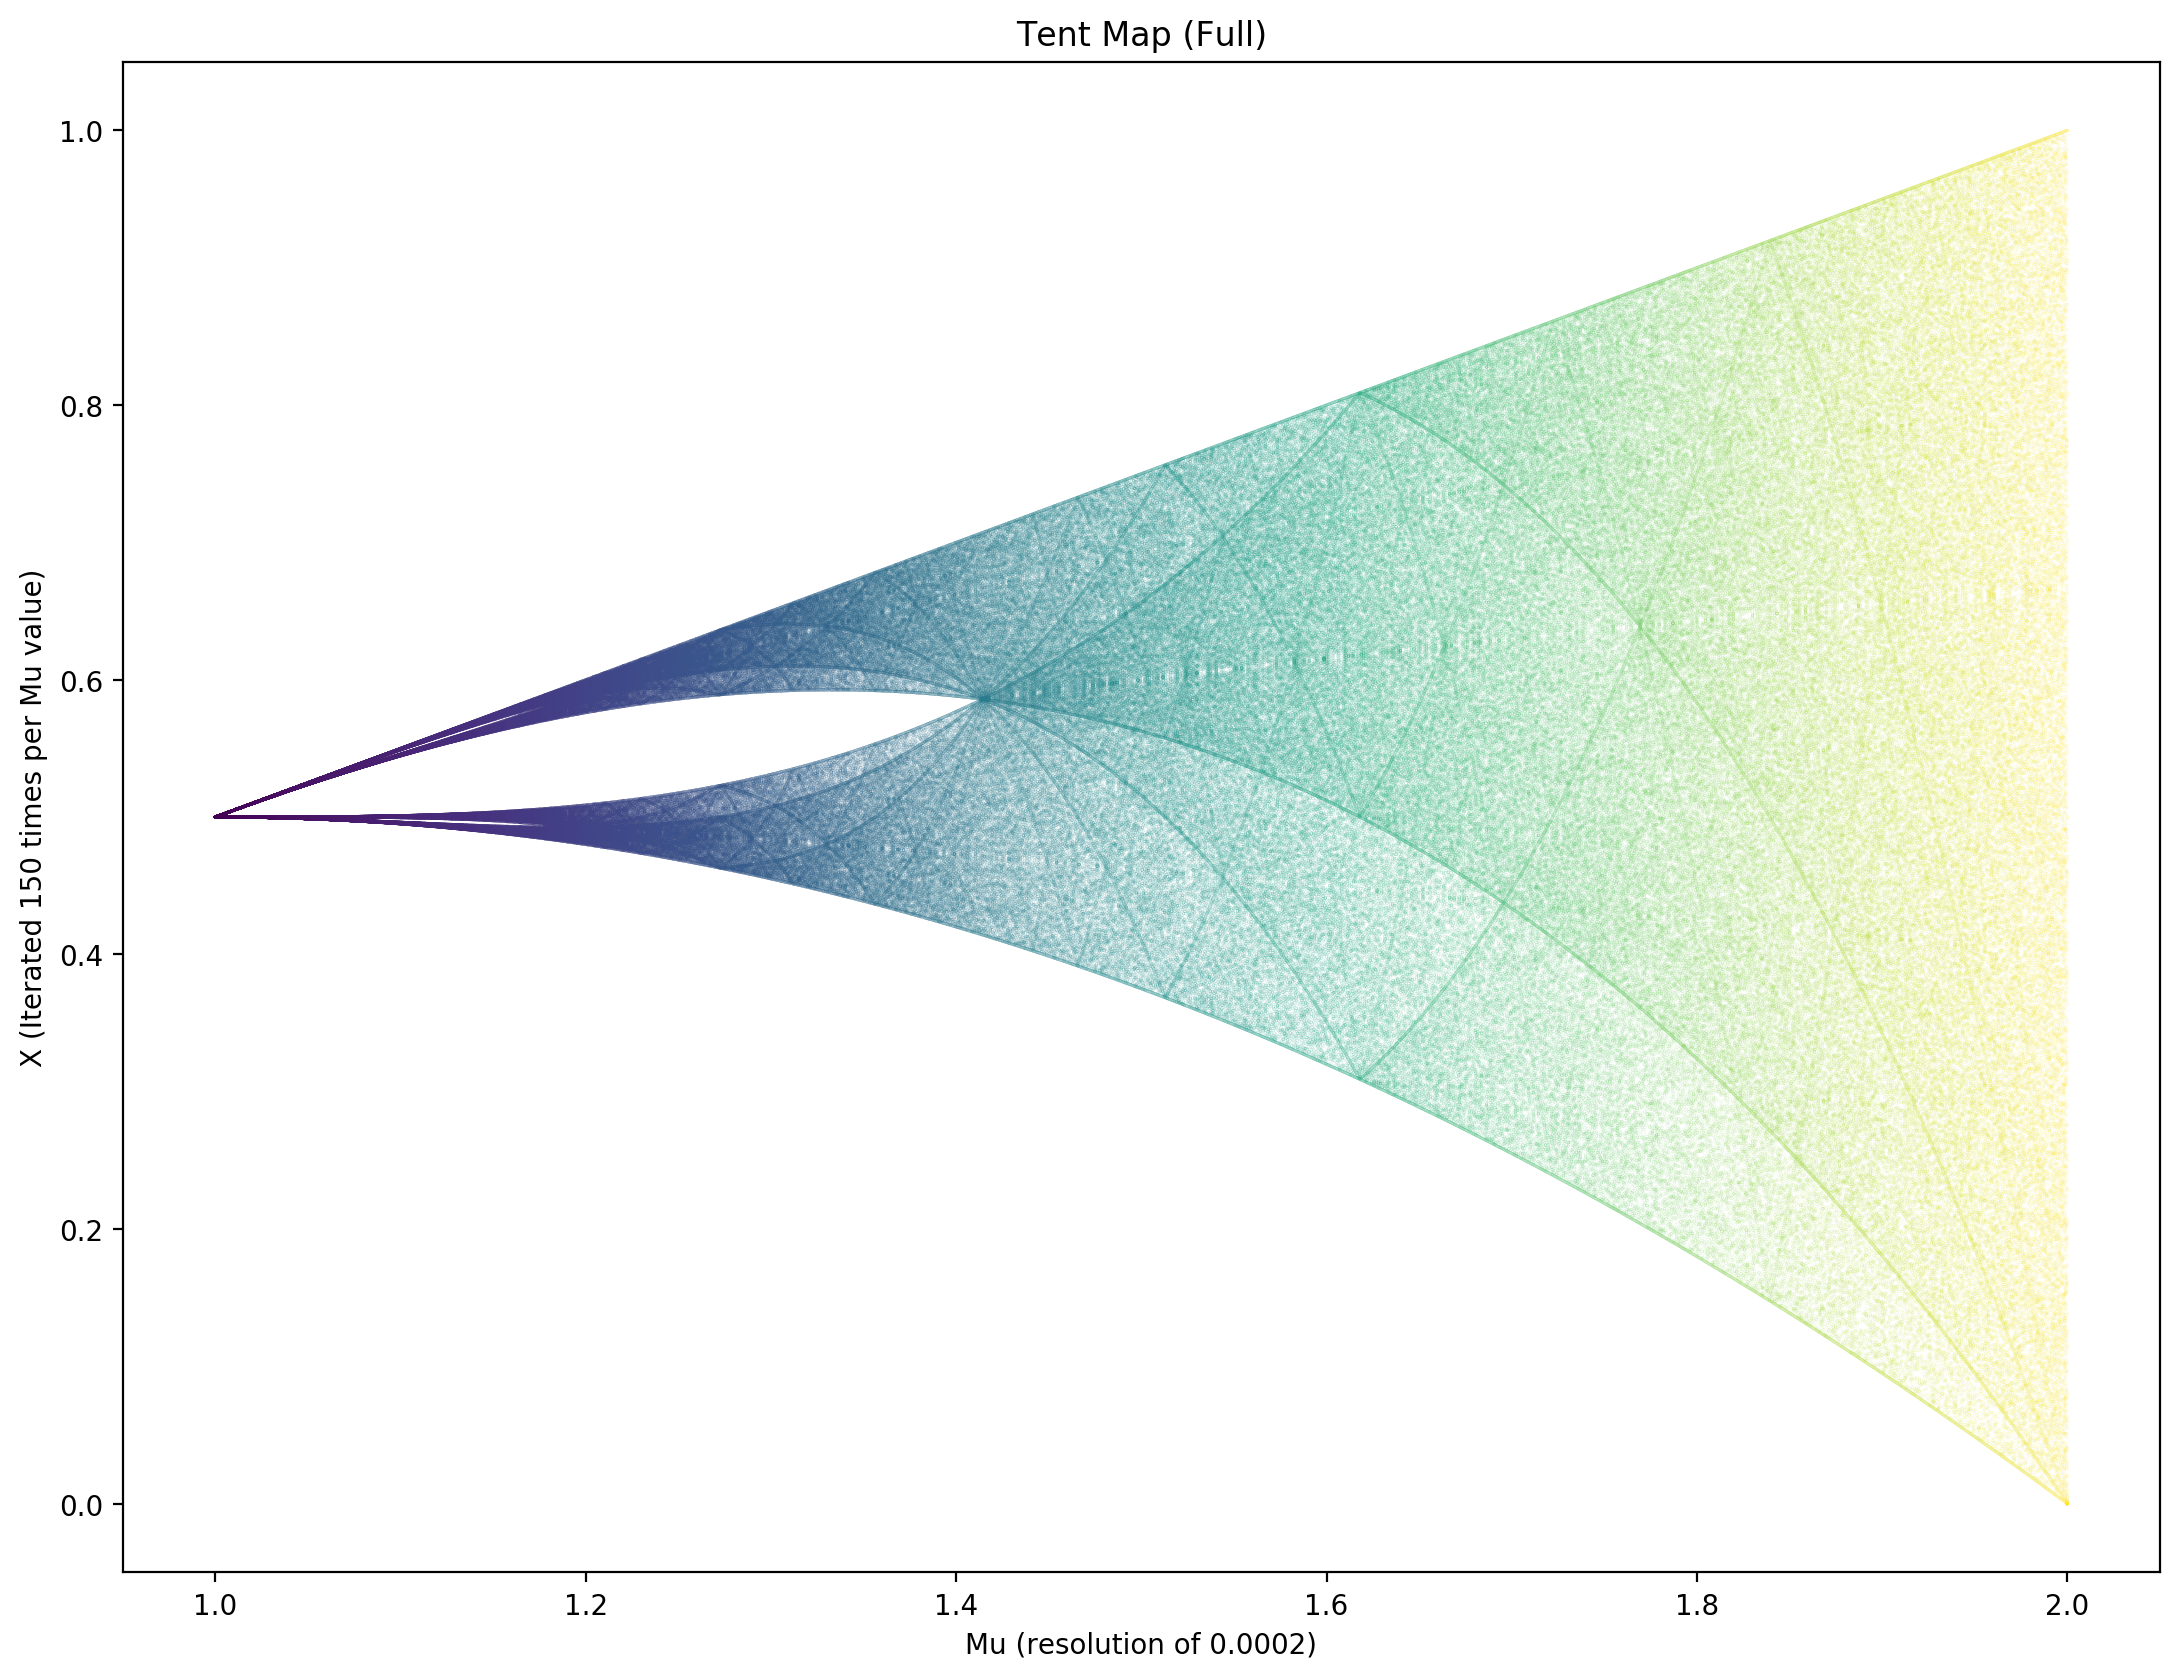 Tent Map (Full)
X (Iterated 150 times per Mu value)
1.0
0.8
0.6
0.4
0.2
0.0
1.0 1.2 1.4 1.6 1.8 2.0
Mu (resolution of 0.0002)